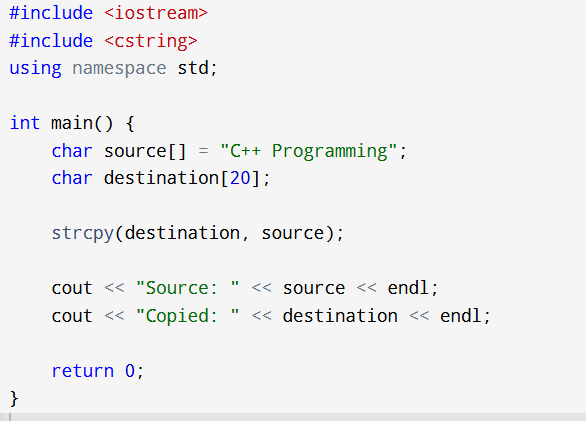 #include <iostream>
#include <cstring>
using namespace std;
int main() {
    char source[] = "C++ Programming";
    char destination[20];
    strcpy(destination, source);
    cout << "Source: " << source << endl;
    cout << "Copied: " << destination << endl;
    return 0;
}